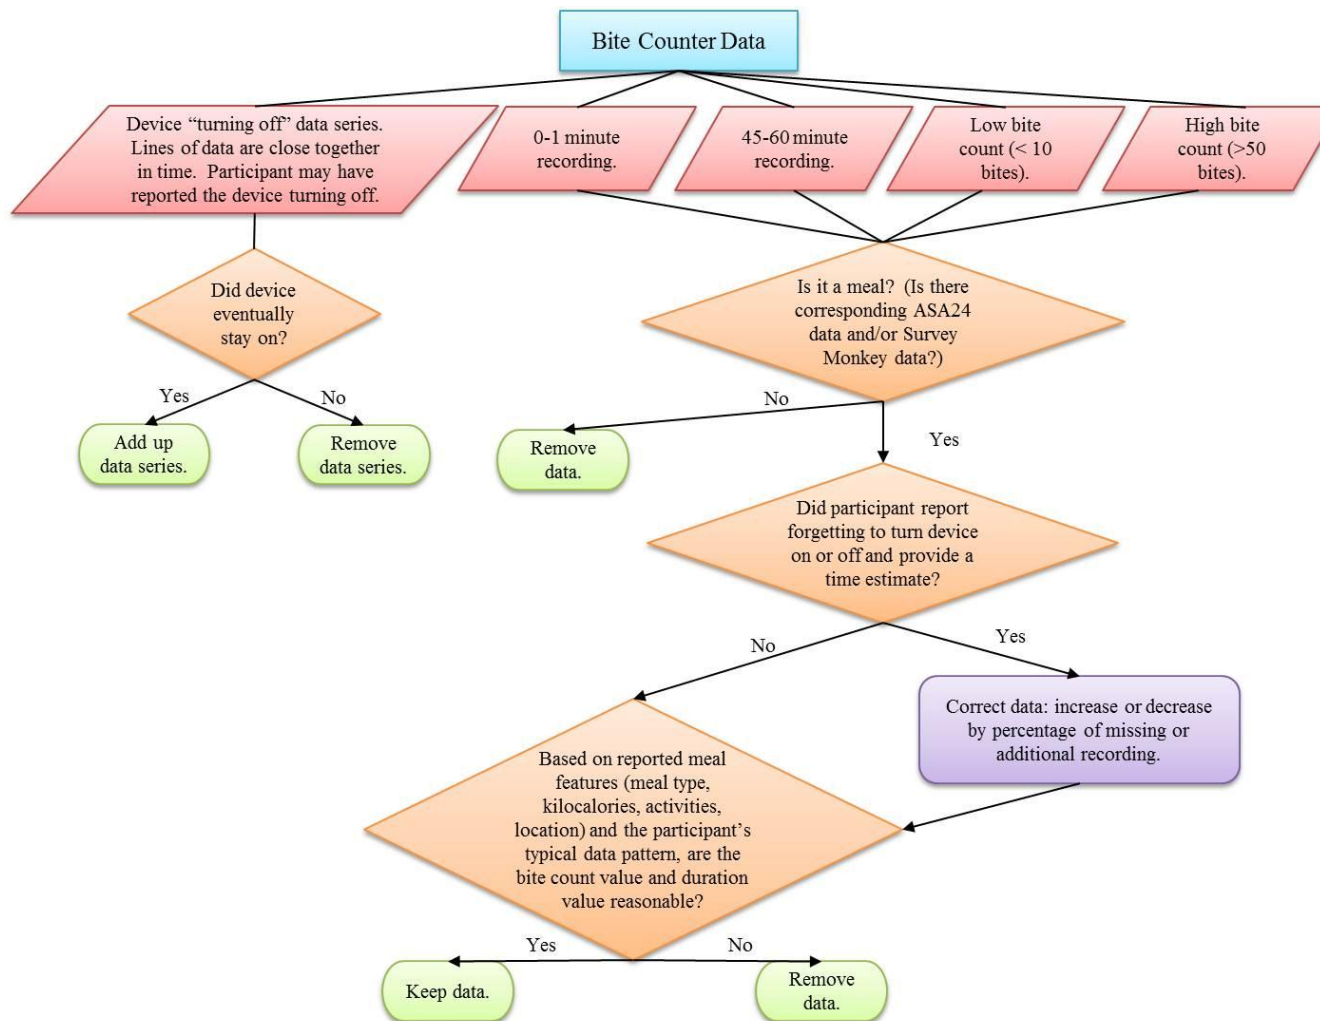 Bite Counter Data
Device “turning off” data series.
Lines of data are close together
in time.  Participant may have
reported the device turning off.
0-1 minute
recording.
45-60 minute
recording.
Low bite
count (< 10
bites).
High bite
count (>50
bites).
Did device
eventually
stay on?
Is it a meal?  (Is there
corresponding ASA24
data and/or Survey
Monkey data?)
Yes
No
No
Yes
Add up
data series.
Remove
data series.
Remove
data.
Did participant report
forgetting to turn device
on or off and provide a
time estimate?
No
Yes
Correct data: increase or decrease
by percentage of missing or
additional recording.
Based on reported meal
features (meal type,
kilocalories, activities,
location) and the participant’s
typical data pattern, are the
bite count value and duration
value reasonable?
Yes
No
Keep data.
Remove
data.